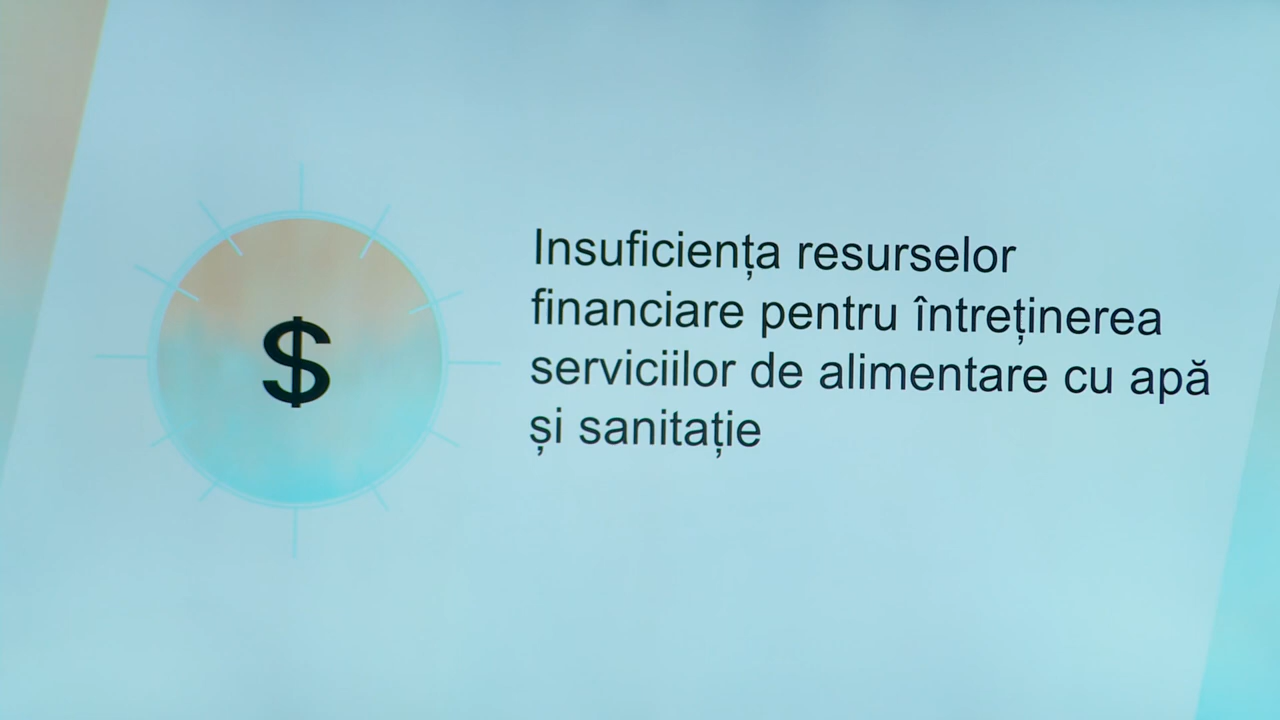 $
Insuficiența resurselor
financiare pentru întreținerea
serviciilor de alimentare cu apă
și sanitație